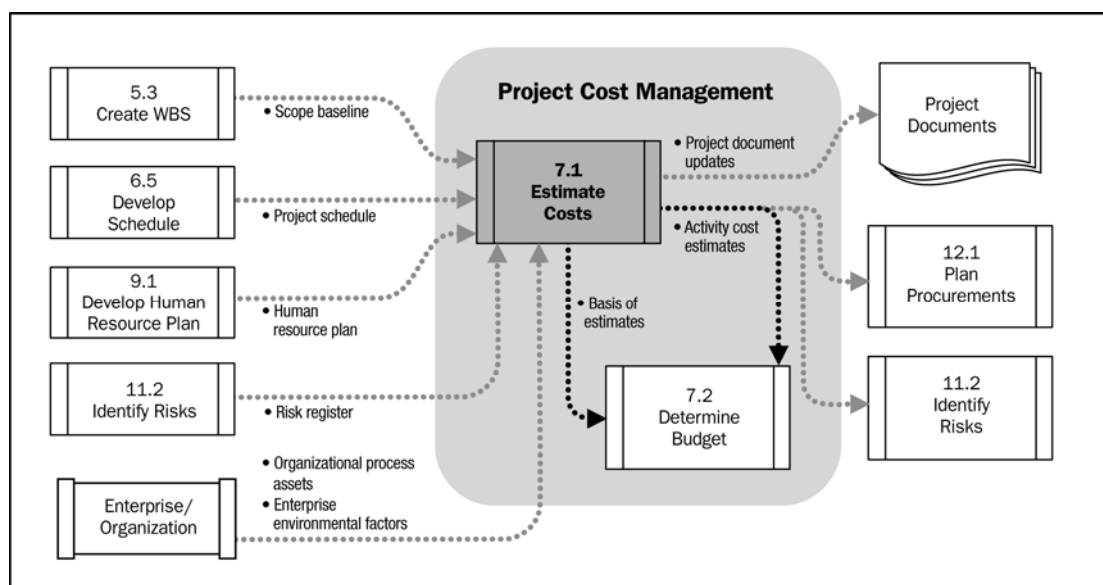 Project Cost Management
5.3
Create WBS
• Scope baseline
6.5
Develop
Schedule
• Project schedule
9.1
Develop Human
Resource Plan
• Human
resource plan
11.2
Identify Risks
• Risk register
Enterprise/
Organization
• Organizational process
assets
• Enterprise
environmental factors
7.1
Estimate
Costs
• Project document
updates
• Activity cost
estimates
• Basis of
estimates
7.2
Determine
Budget
Project
Documents
12.1
Plan
Procurements
11.2
Identify
Risks